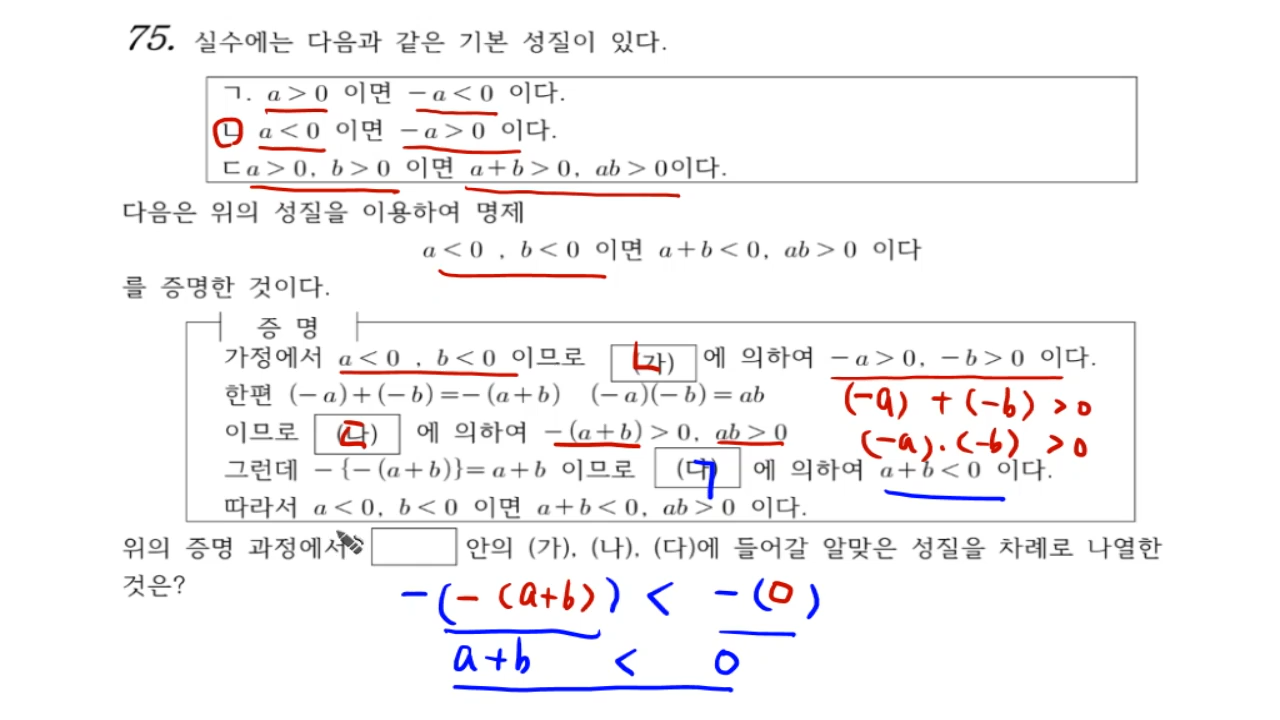 75. 실수에는 다음과 같은 기본 성질이 있다.
ㄱ. a > 0 이면 -a < 0 이다.
ㄴ a < 0 이면 -a > 0 이다.
ㄷ a > 0, b > 0 이면 a+b > 0, ab > 0이다.
다음은 위의 성질을 이용하여 명제
a < 0 , b < 0 이면 a+b < 0, ab > 0 이다
를 증명한 것이다.
증 명
가정에서 a < 0 , b < 0 이므로 (가) ㄴ 에 의하여 -a > 0, -b > 0 이다.
한편 (-a)+(-b)=-(a+b) (-a)(-b)=ab
(-a) + (-b) > 0
이므로 (나) ㄷ 에 의하여 -(a+b) > 0, ab > 0
(-a)·(-b) > 0
그런데 -{-(a+b)}=a+b 이므로 (다) ㄱ 에 의하여 a+b < 0 이다.
따라서 a < 0, b < 0 이면 a+b < 0, ab > 0 이다.
위의 증명 과정에서 안의 (가), (나), (다)에 들어갈 알맞은 성질을 차례로 나열한
것은?
-(-(a+b)) < -(0)
a+b < 0